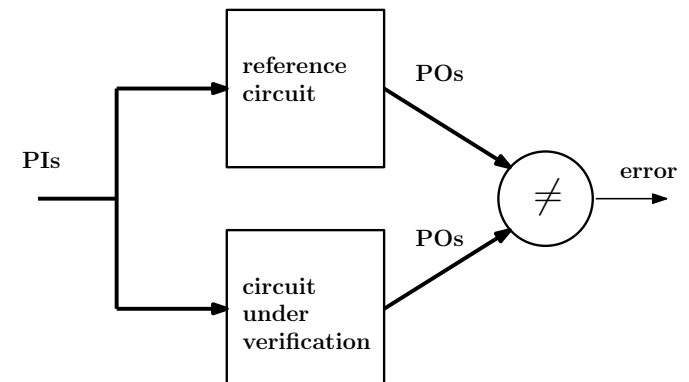 reference
circuit
POs
PIs
≠
error
POs
circuit
under
verification